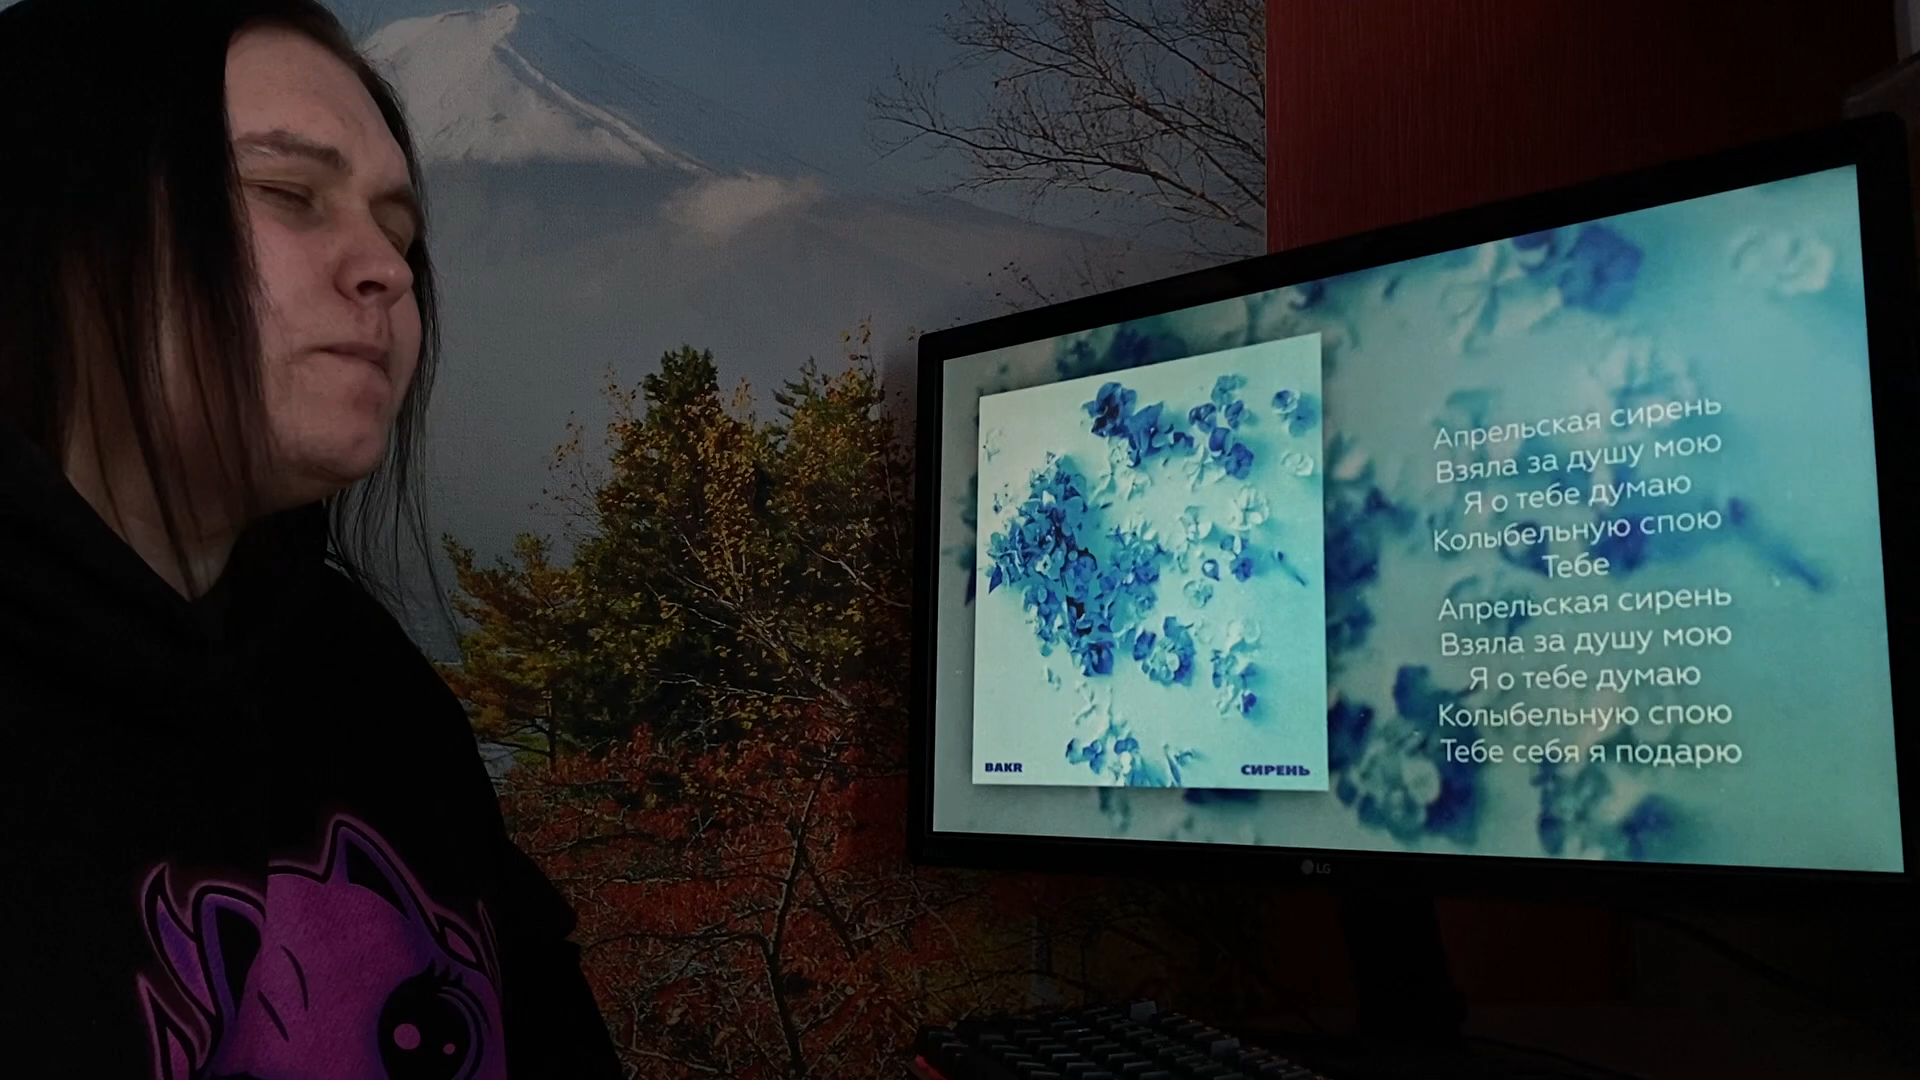 Апрельская сирень
Взяла за душу мою
Я о тебе думаю
Колыбельную спою
Тебе
Апрельская сирень
Взяла за душу мою
Я о тебе думаю
Колыбельную спою
Тебе себя я подарю
BAKR
СИРЕНЬ
LG